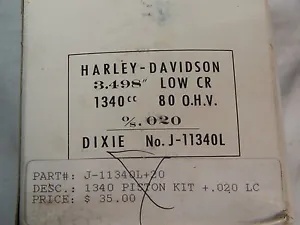 HARLEY-DAVIDSON
3.498" LOW CR
1340cc 80 O.H.V.
%.020
DIXIE No. J-11340L
PART#: J-11340L+20
DESC.: 1340 PISTON KIT +.020 LC
PRICE: $ 35.00